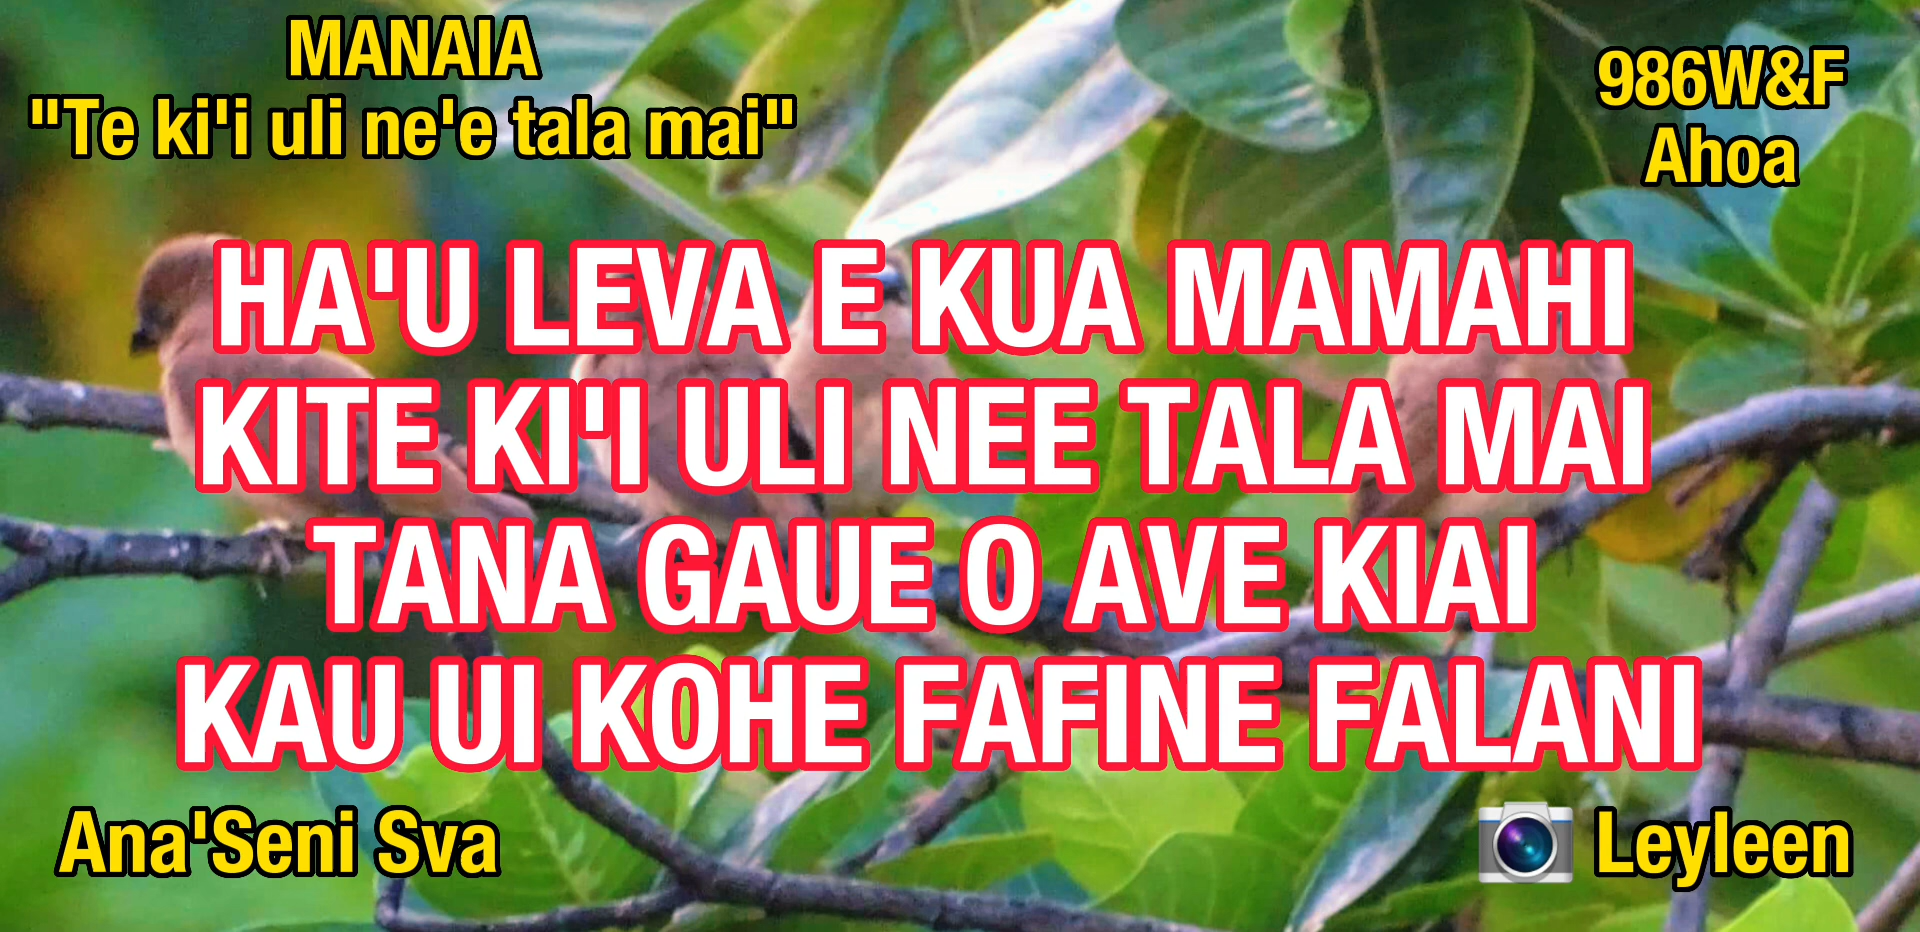 MANAIA
"Te ki'i uli ne'e tala mai"
986W&F
Ahoa
HA'U LEVA E KUA MAMAHI
KITE KI'I ULI NEE TALA MAI
TANA GAUE O AVE KIAI
KAU UI KOHE FAFINE FALANI
Ana'Seni Sva
Leyleen